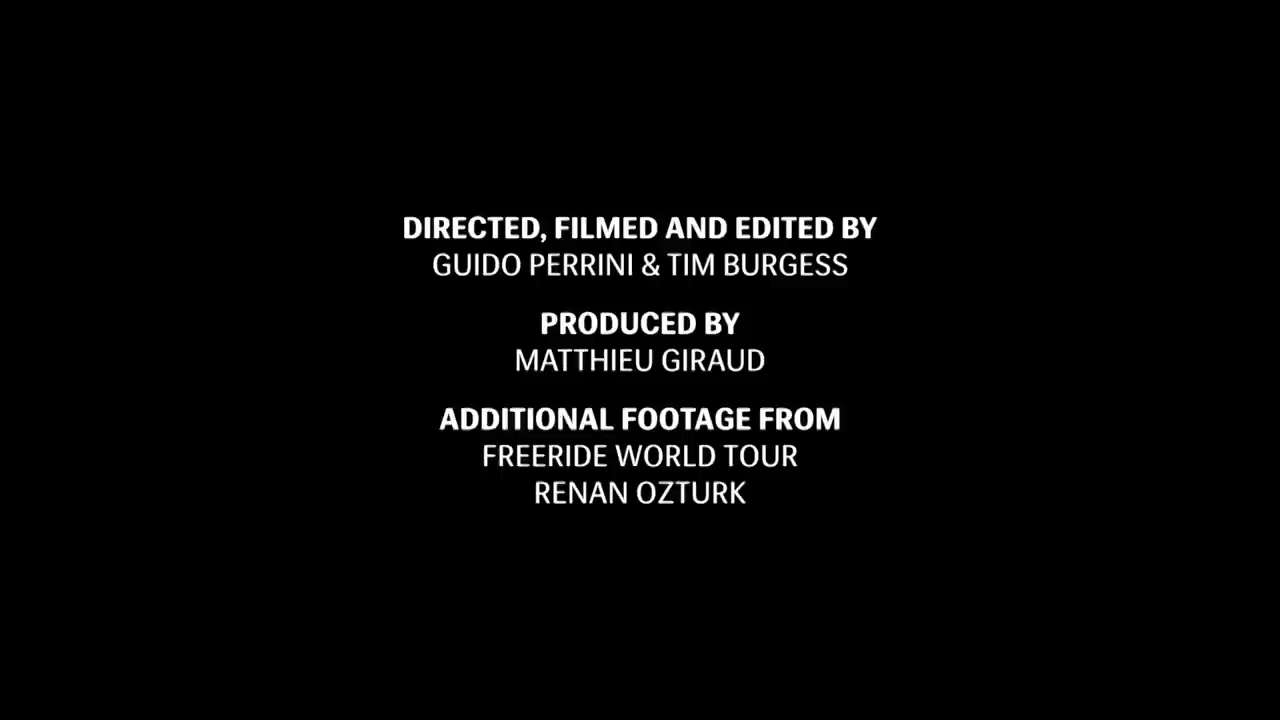 DIRECTED, FILMED AND EDITED BY
GUIDO PERRINI & TIM BURGESS
PRODUCED BY
MATTHIEU GIRAUD
ADDITIONAL FOOTAGE FROM
FREERIDE WORLD TOUR
RENAN OZTURK